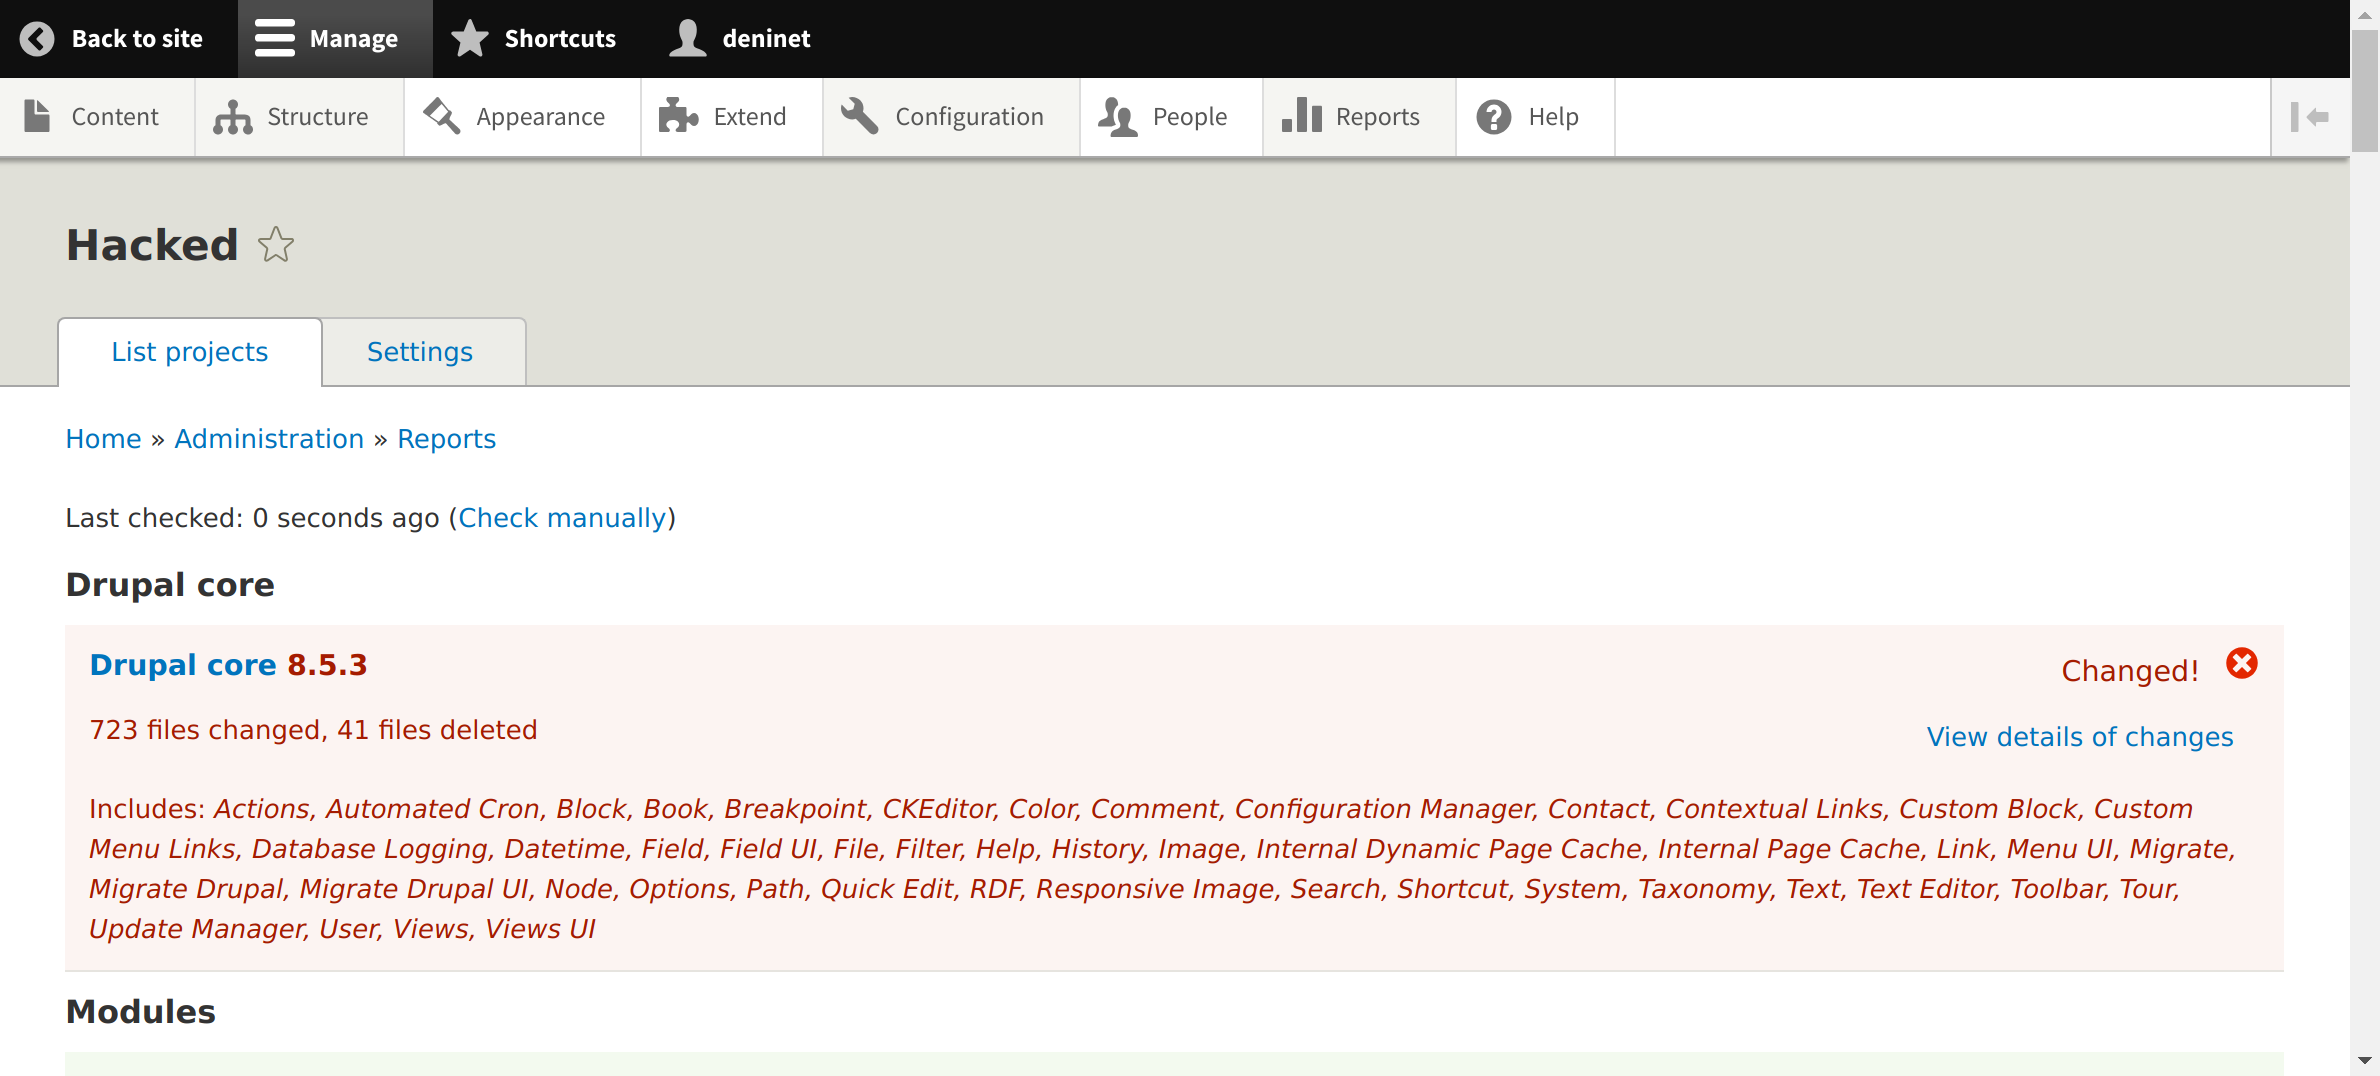 Back to site Manage Shortcuts deninet
Content Structure Appearance Extend Configuration People Reports Help
Hacked
List projects Settings
Home » Administration » Reports
Last checked: 0 seconds ago (Check manually)
Drupal core
Drupal core 8.5.3 Changed!
723 files changed, 41 files deleted
View details of changes
Includes: Actions, Automated Cron, Block, Book, Breakpoint, CKEditor, Color, Comment, Configuration Manager, Contact, Contextual Links, Custom Block, Custom
Menu Links, Database Logging, Datetime, Field, Field UI, File, Filter, Help, History, Image, Internal Dynamic Page Cache, Internal Page Cache, Link, Menu UI, Migrate,
Migrate Drupal, Migrate Drupal UI, Node, Options, Path, Quick Edit, RDF, Responsive Image, Search, Shortcut, System, Taxonomy, Text, Text Editor, Toolbar, Tour,
Update Manager, User, Views, Views UI
Modules